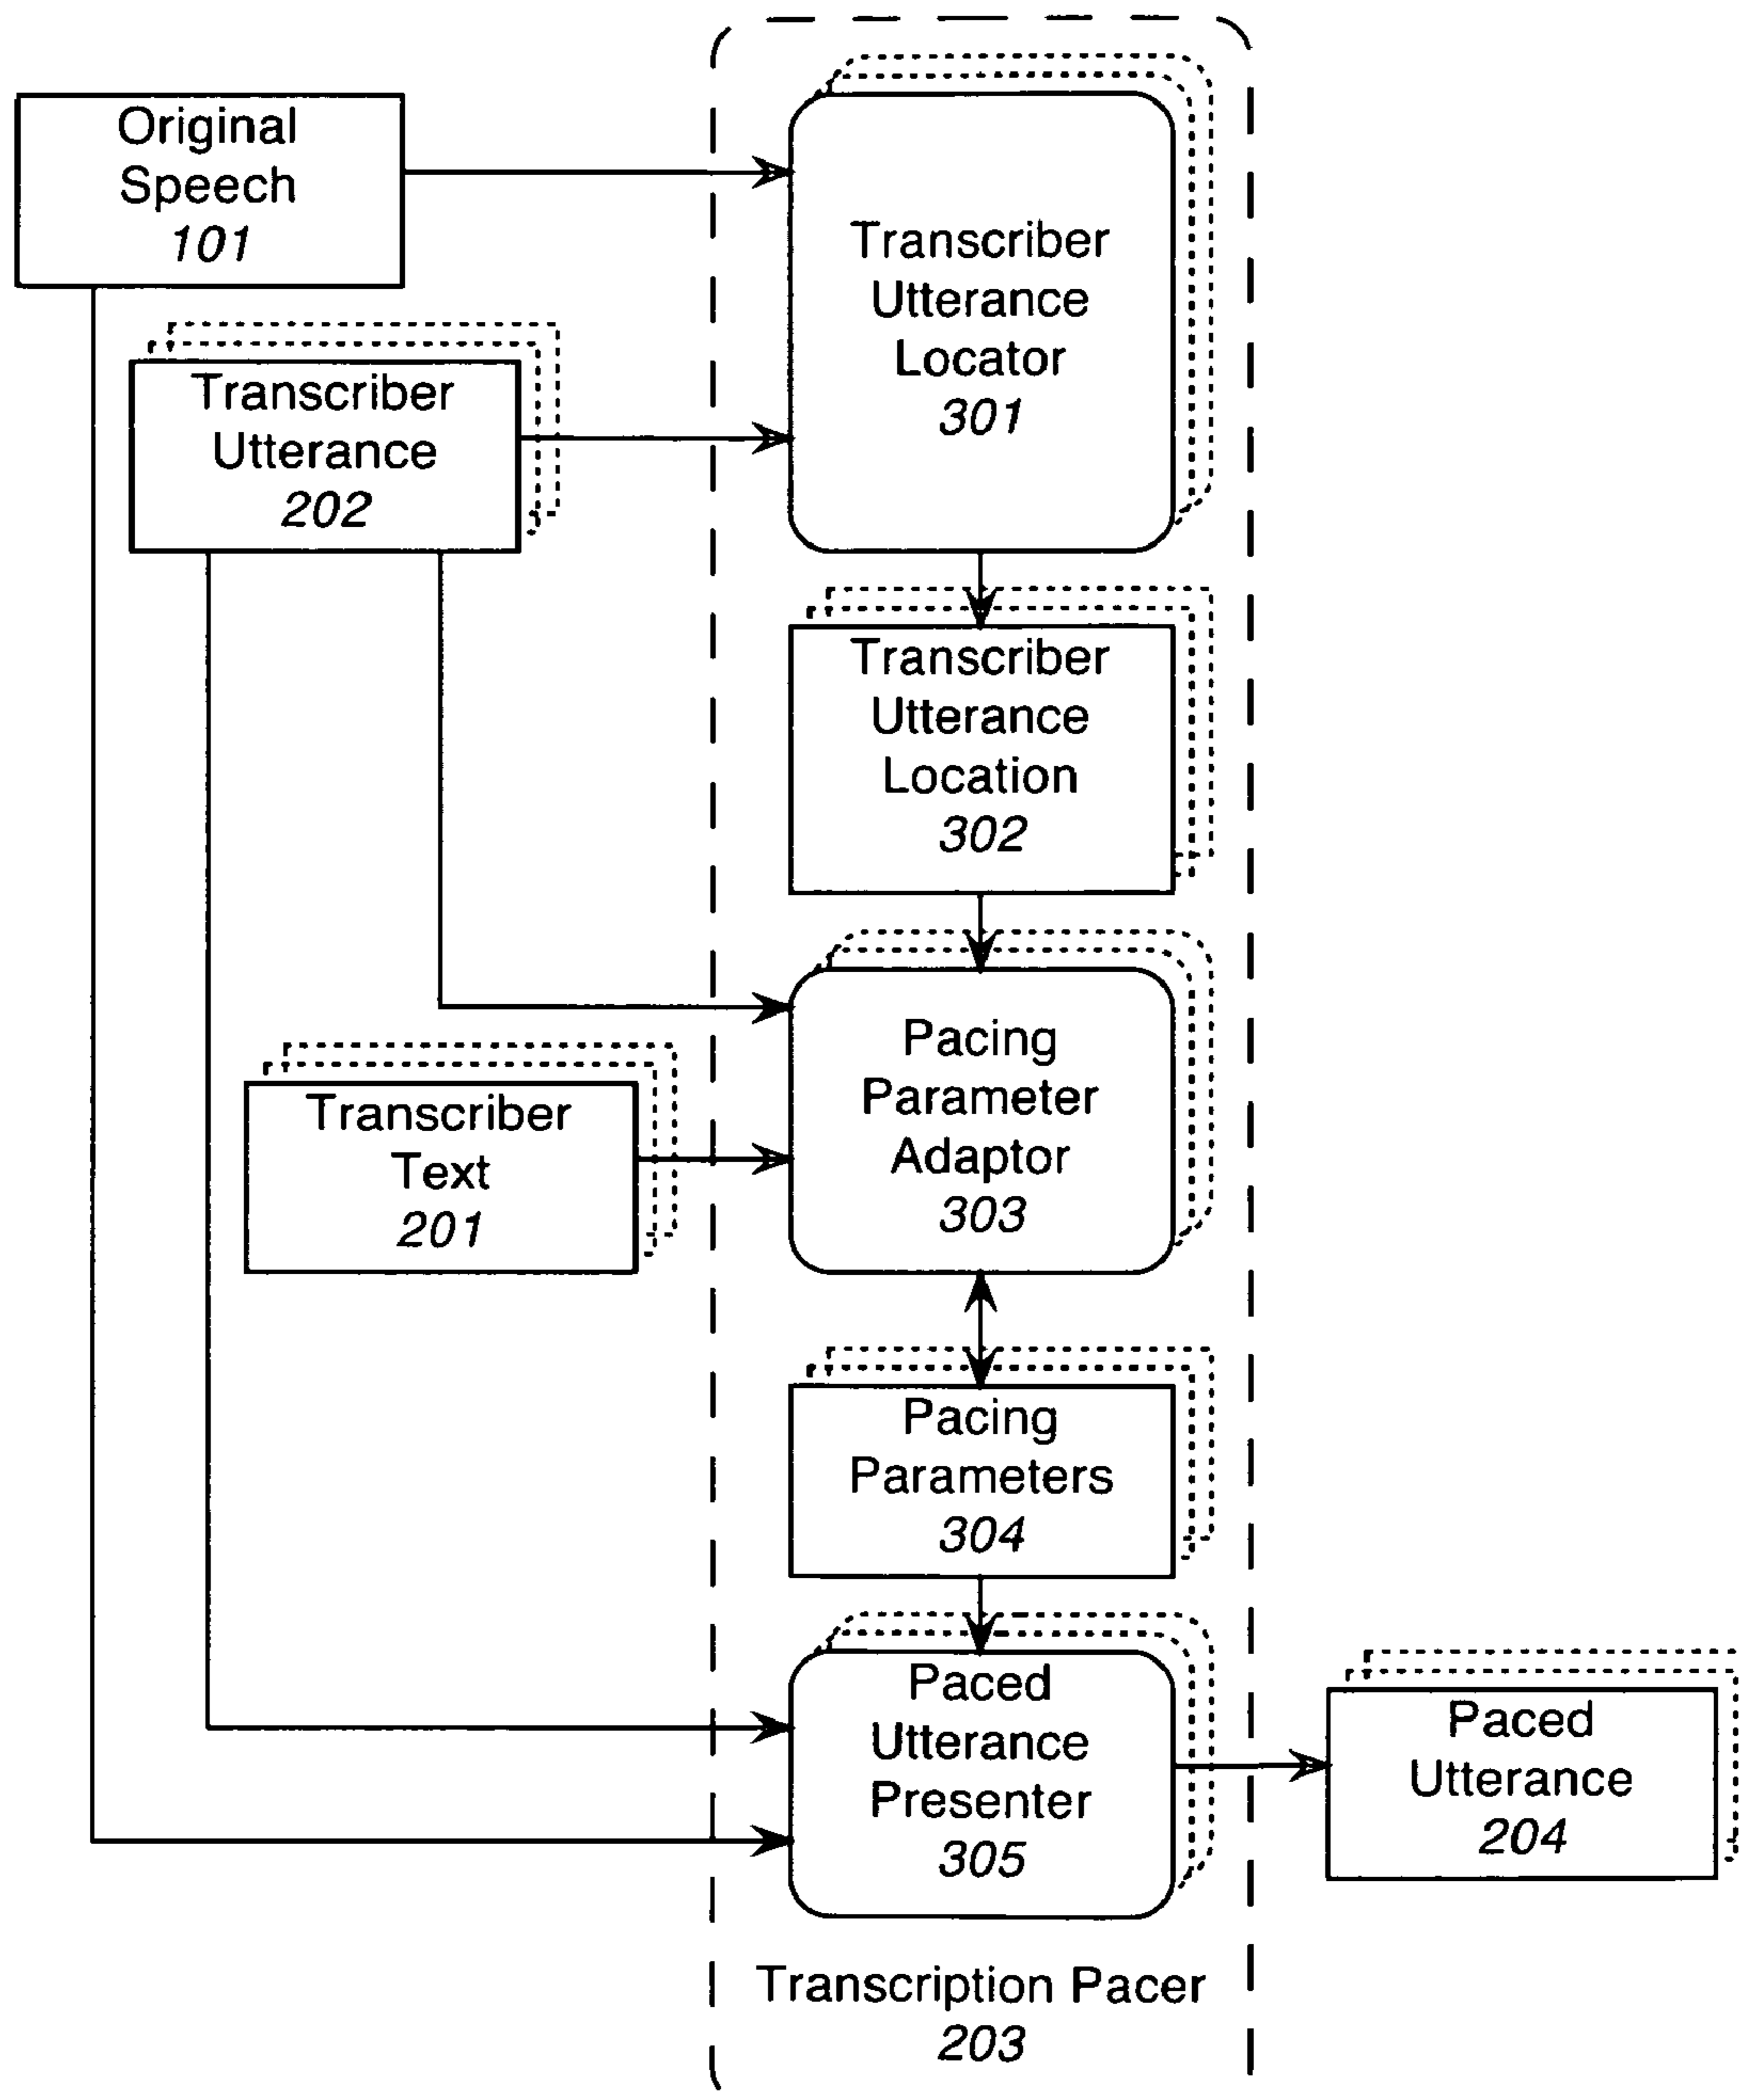 Original
Speech
101
Transcriber
Utterance
Locator
301
Transcriber
Utterance
202
Transcriber
Utterance
Location
302
Pacing
Parameter
Adaptor
303
Transcriber
Text
201
Pacing
Parameters
304
Paced
Utterance
Presenter
305
Paced
Utterance
204
Transcription Pacer
203